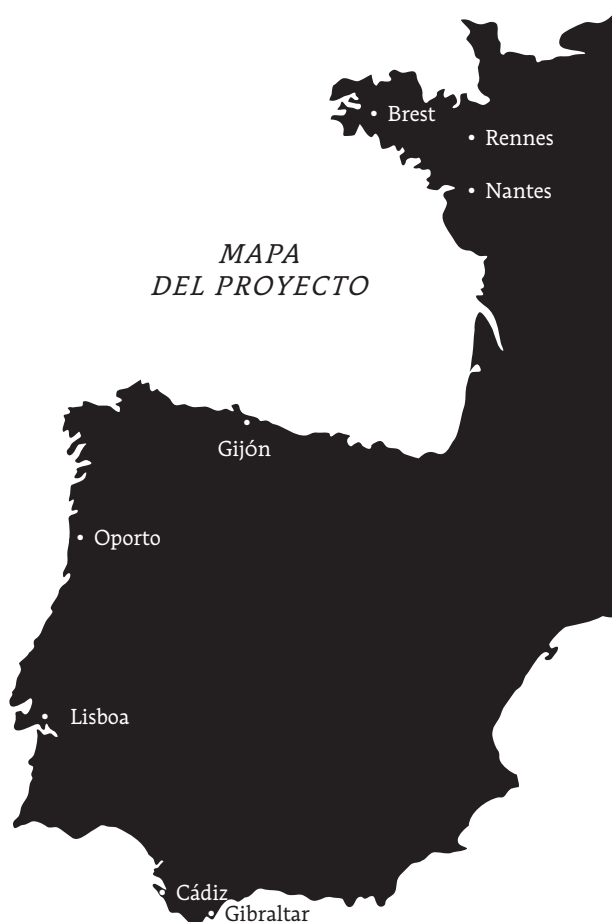 Brest
Rennes
Nantes
MAPA
DEL PROYECTO
Gijón
Oporto
Lisboa
Cádiz
Gibraltar